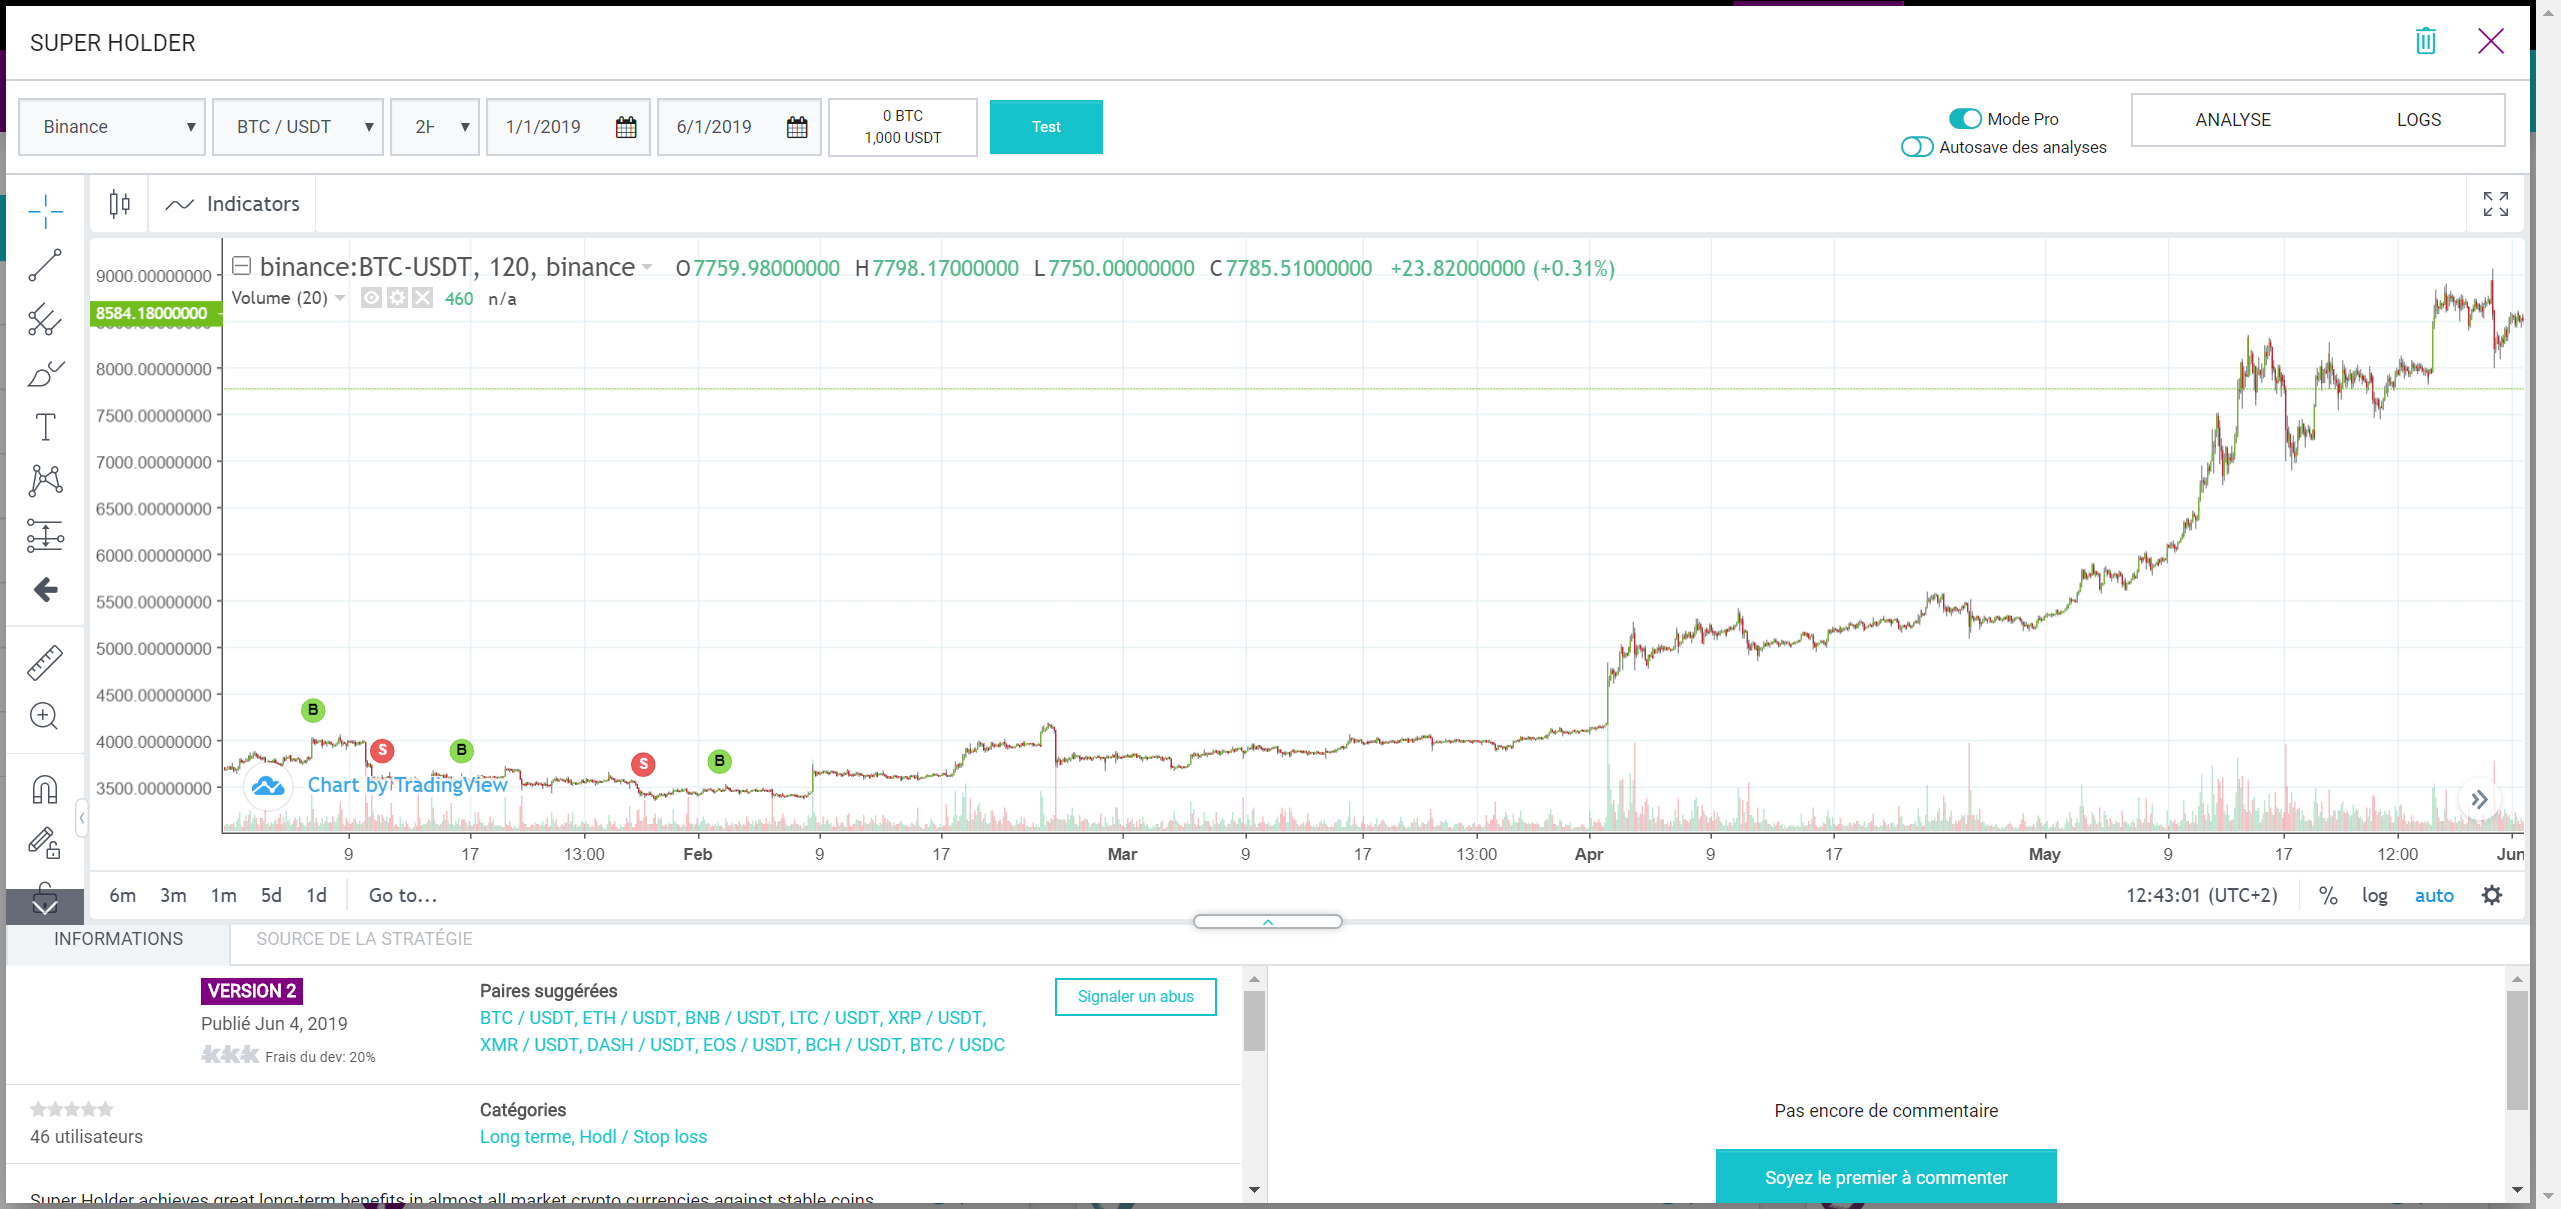 SUPER HOLDER
Binance
BTC / USDT
1/1/2019
6/1/2019
0 BTC
1,000 USDT
Test
Mode Pro
Autosave des analyses
ANALYSE
LOGS
Indicators
binance:BTC-USDT, 120, binance O7759.98000000 H7798.17000000 L7750.00000000 C7785.51000000 +23.82000000 (+0.31%)
Volume (20) 460 n/a
9000.00000000
8584.18000000
8000.00000000
7500.00000000
7000.00000000
6500.00000000
6000.00000000
5500.00000000
5000.00000000
4500.00000000
4000.00000000
3500.00000000
B
S
B
S
B
Chart by TradingView
9 17 13:00 Feb 9 17 Mar 9 17 13:00 Apr 9 17 May 9 17 12:00 Jun
6m 3m 1m 5d 1d Go to...
12:43:01 (UTC+2) % log auto
INFORMATIONS
SOURCE DE LA STRATÉGIE
VERSION 2
Publié Jun 4, 2019
Frais du dev: 20%
Paires suggérées
BTC / USDT, ETH / USDT, BNB / USDT, LTC / USDT, XRP / USDT,
XMR / USDT, DASH / USDT, EOS / USDT, BCH / USDT, BTC / USDC
Signaler un abus
46 utilisateurs
Catégories
Long terme, Hodl / Stop loss
Super Holder achieves great long-term benefits in almost all market crypto currencies against stable coins
Pas encore de commentaire
Soyez le premier à commenter